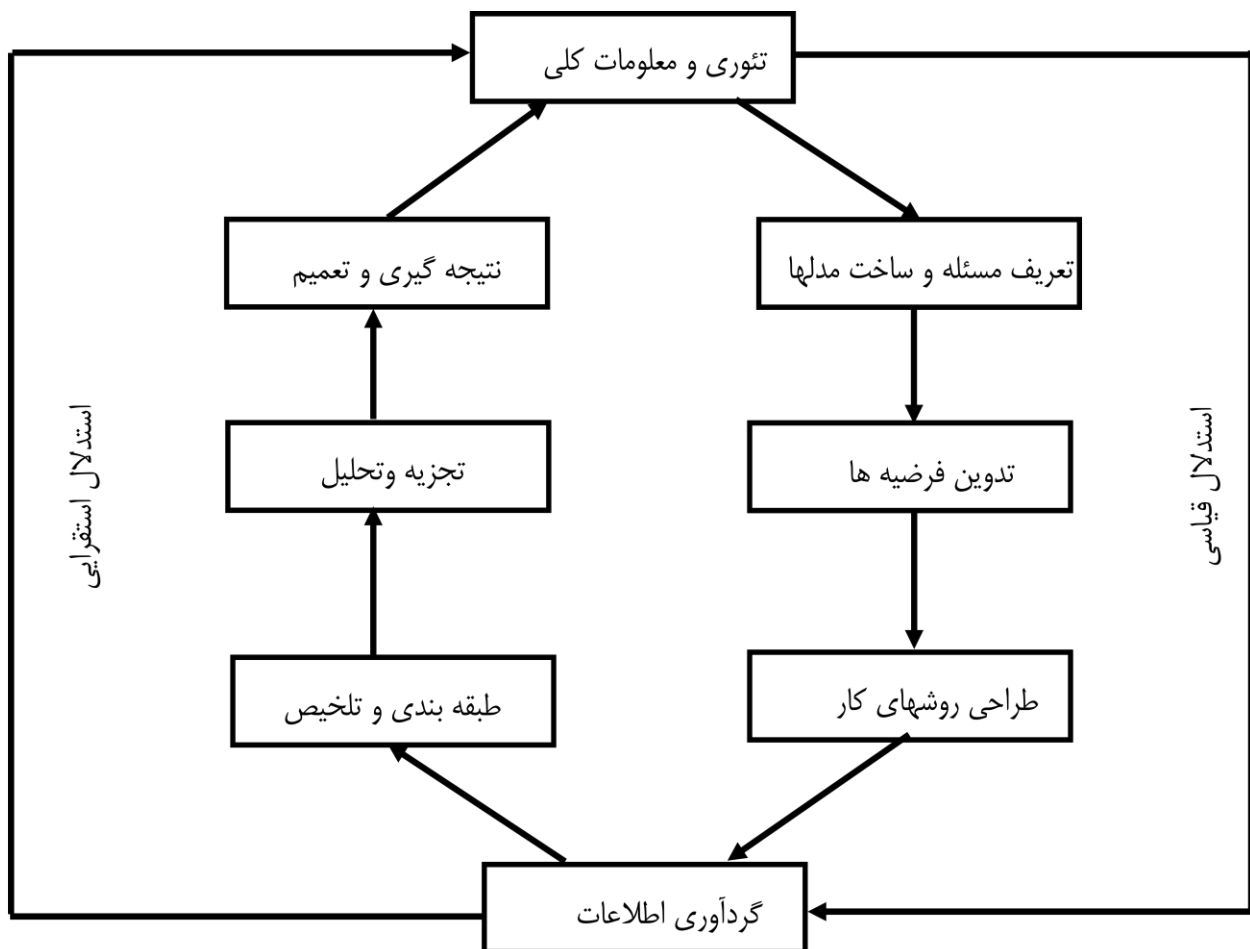 تئوری و معلومات کلی
تعریف مسئله و ساخت مدلها
نتیجه گیری و تعمیم
تدوین فرضیه ها
تجزیه وتحلیل
استدلال قیاسی
استدلال استقرایی
طراحی روشهای کار
طبقه بندی و تلخیص
گردآوری اطلاعات